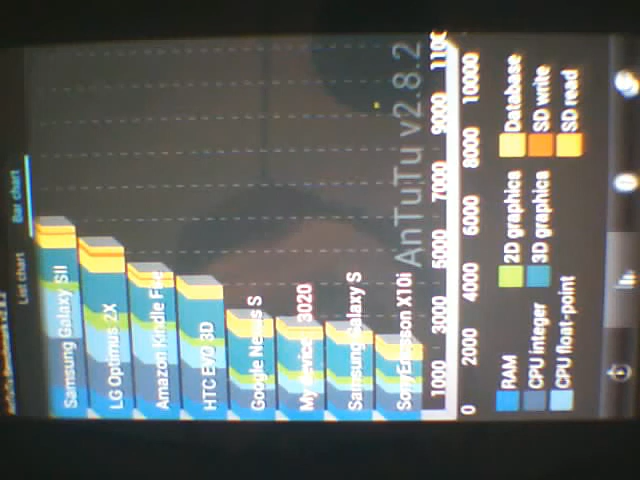 List chart
Bar chart
Samsung Galaxy SII
LG Optimus 2X
Amazon Kindle Fire
HTC EVO 3D
Google Nexus S
My device: 3020
Samsung Galaxy S
SonyEricsson X10i
AnTuTu v2.8.2
1000 3000 5000 7000 9000
0 2000 4000 6000 8000 10000
RAM
2D graphics
Database
CPU integer
3D graphics
SD write
CPU float-point
SD read